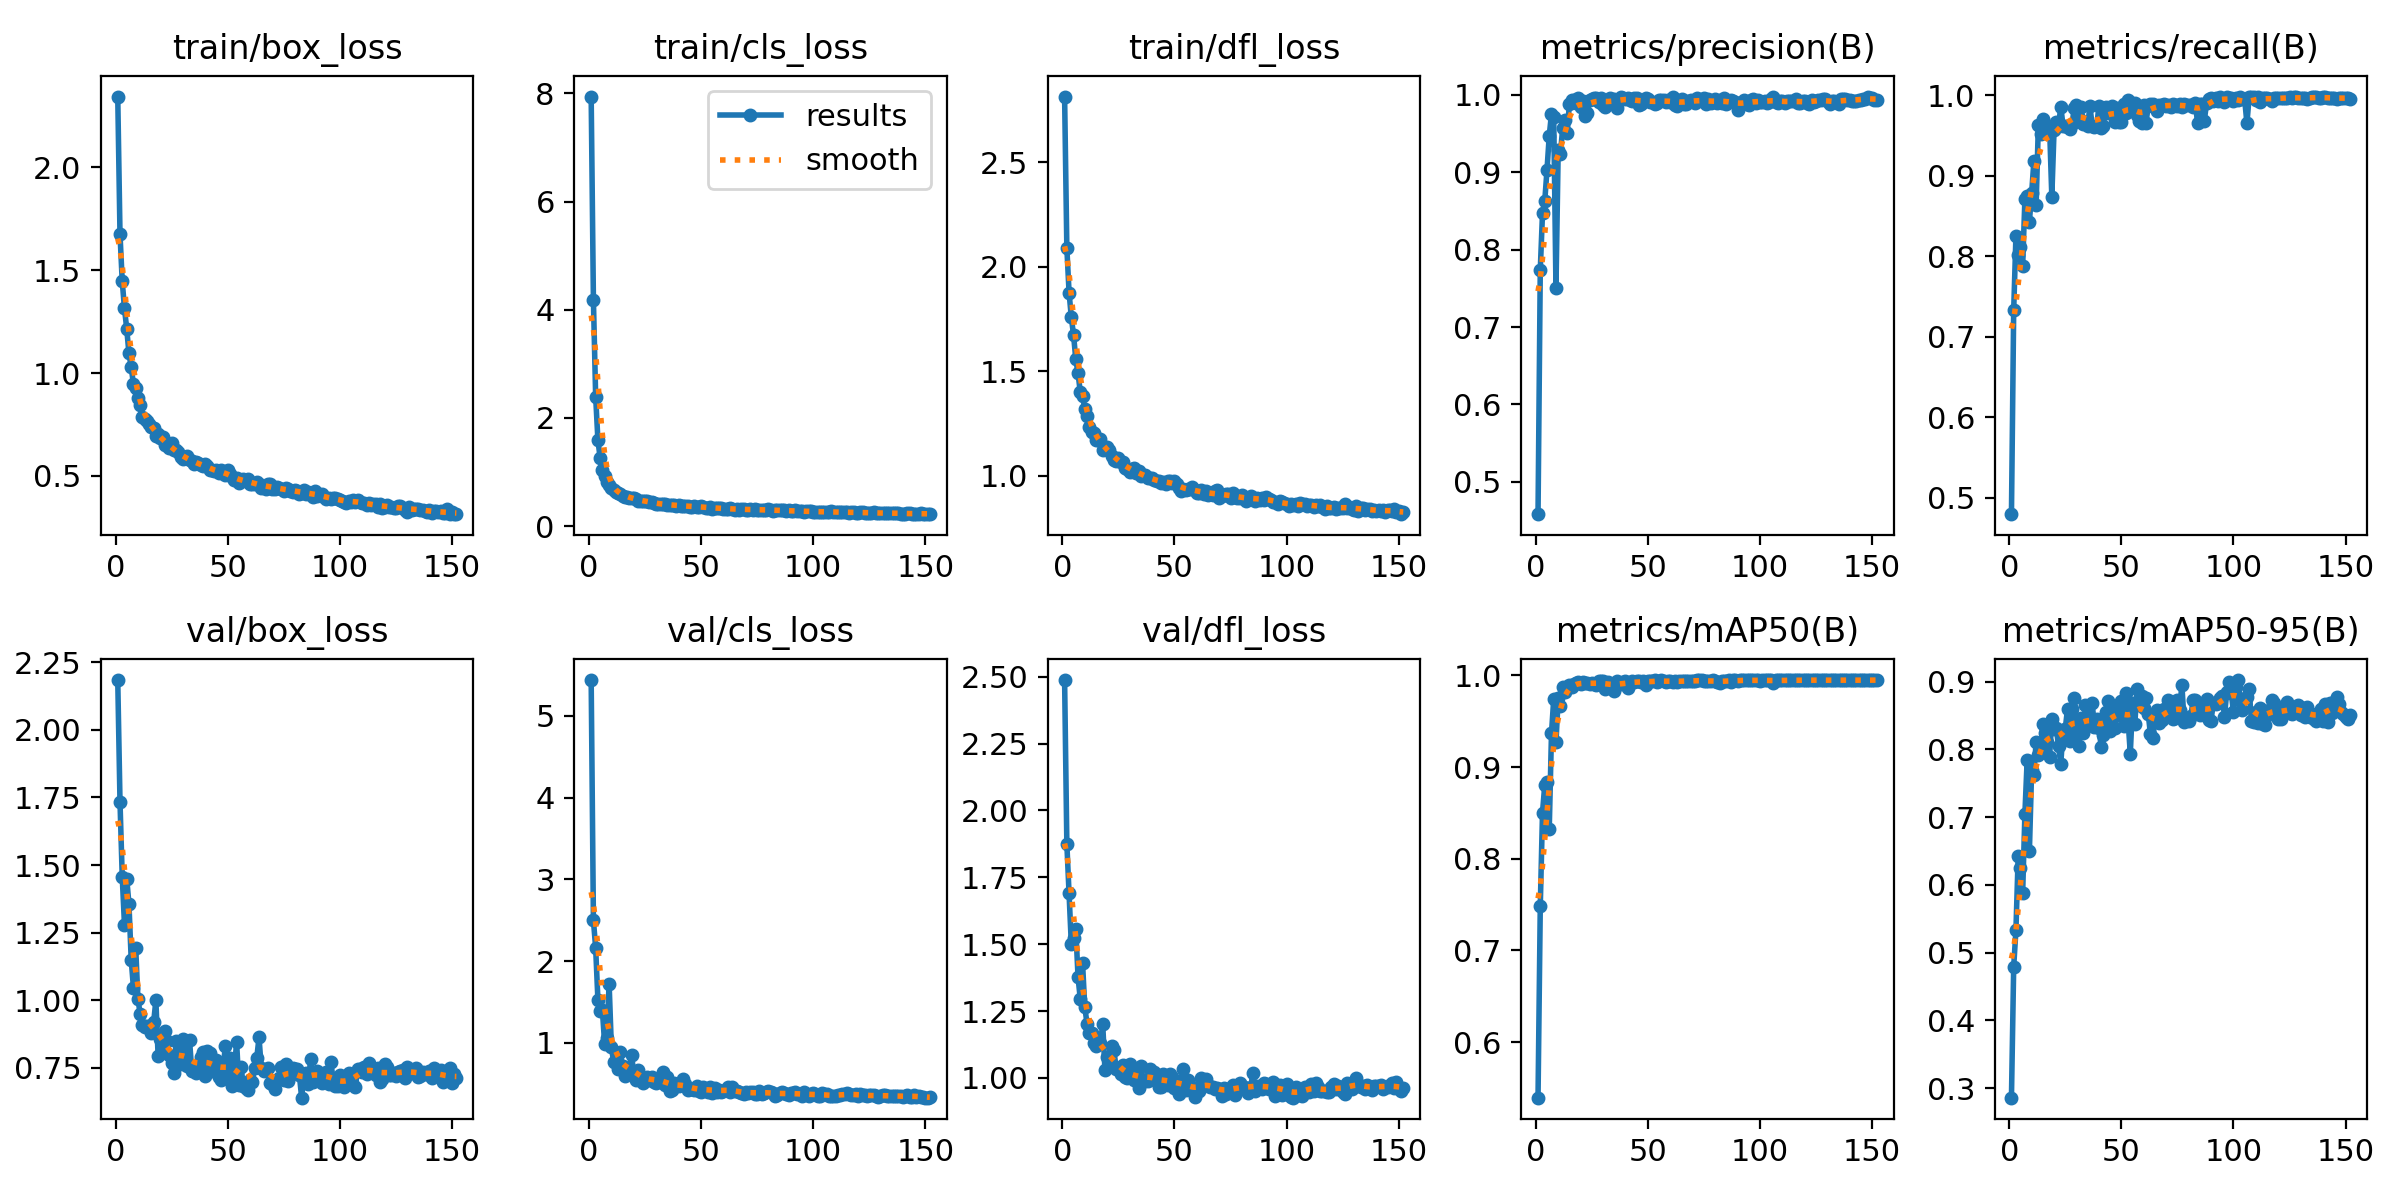 train/box_loss
train/cls_loss
train/dfl_loss
metrics/precision(B)
metrics/recall(B)
2.0
1.5
1.0
0.5
0 50 100 150
8
6
4
2
0
results
smooth
0 50 100 150
2.5
2.0
1.5
1.0
0 50 100 150
1.0
0.9
0.8
0.7
0.6
0.5
0 50 100 150
1.0
0.9
0.8
0.7
0.6
0.5
0 50 100 150
val/box_loss
val/cls_loss
val/dfl_loss
metrics/mAP50(B)
metrics/mAP50-95(B)
2.25
2.00
1.75
1.50
1.25
1.00
0.75
0 50 100 150
5
4
3
2
1
0 50 100 150
2.50
2.25
2.00
1.75
1.50
1.25
1.00
0 50 100 150
1.0
0.9
0.8
0.7
0.6
0 50 100 150
0.9
0.8
0.7
0.6
0.5
0.4
0.3
0 50 100 150